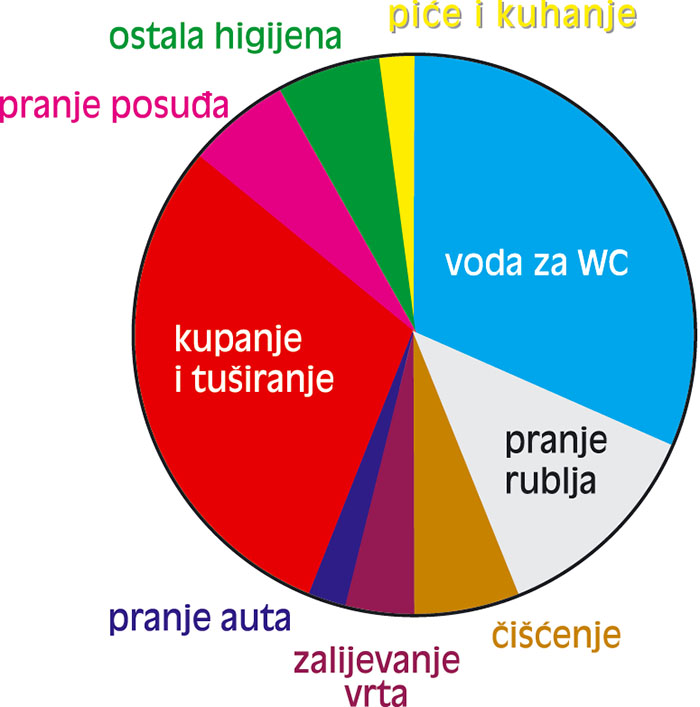 piće i kuhanje
ostala higijena
pranje posuđa
voda za WC
kupanje
i tuširanje
pranje
rublja
pranje auta
čišćenje
zalijevanje
vrta